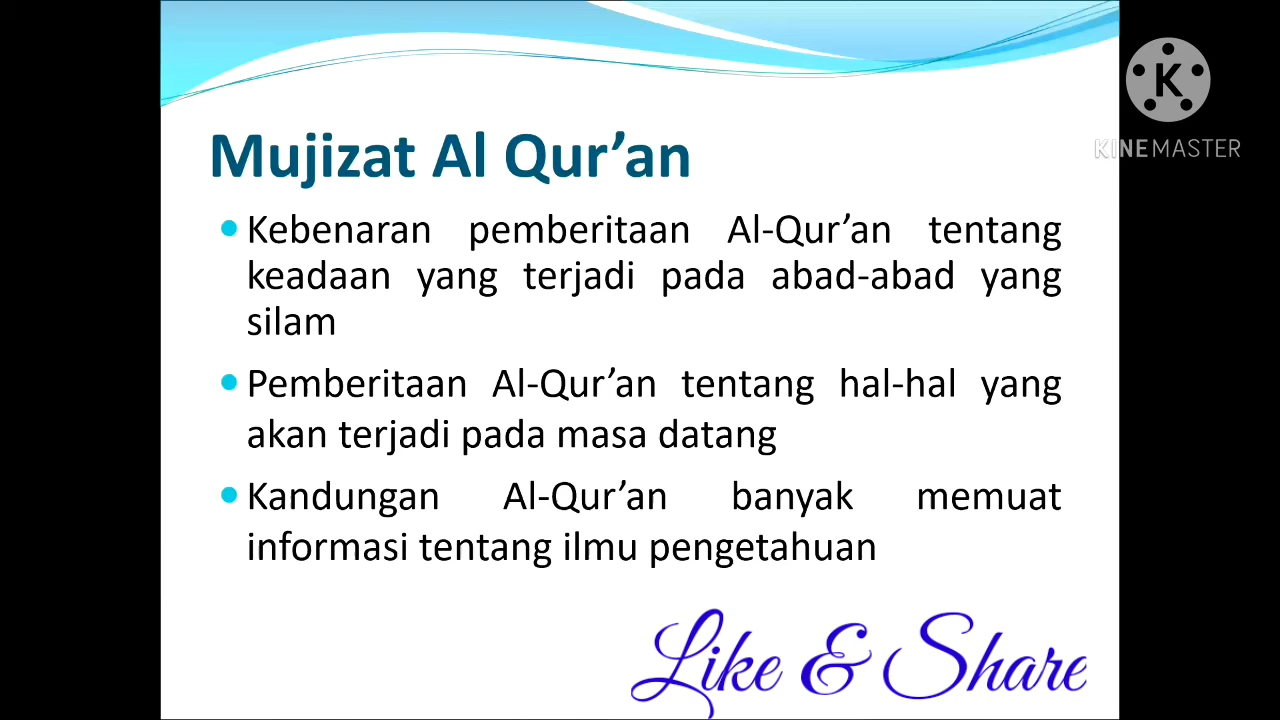 Mujizat Al Qur’an
Kebenaran pemberitaan Al-Qur’an tentang
keadaan yang terjadi pada abad-abad yang
silam
Pemberitaan Al-Qur’an tentang hal-hal yang
akan terjadi pada masa datang
Kandungan Al-Qur’an banyak memuat
informasi tentang ilmu pengetahuan
Like & Share
K
KINEMASTER